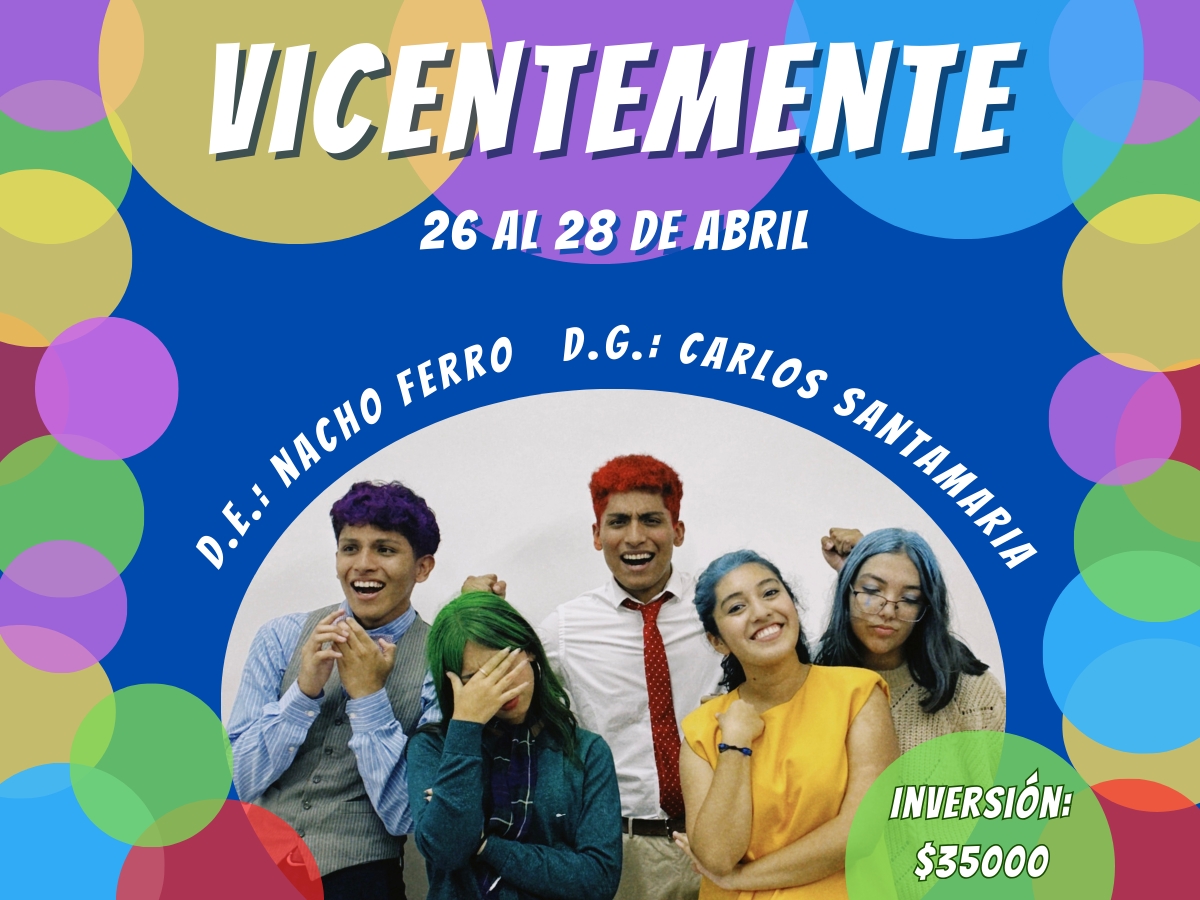 VICENTEMENTE
26 AL 28 DE ABRIL
D.E.: NACHO FERRO D.G.: CARLOS SANTAMARIA
INVERSIÓN:
$35000